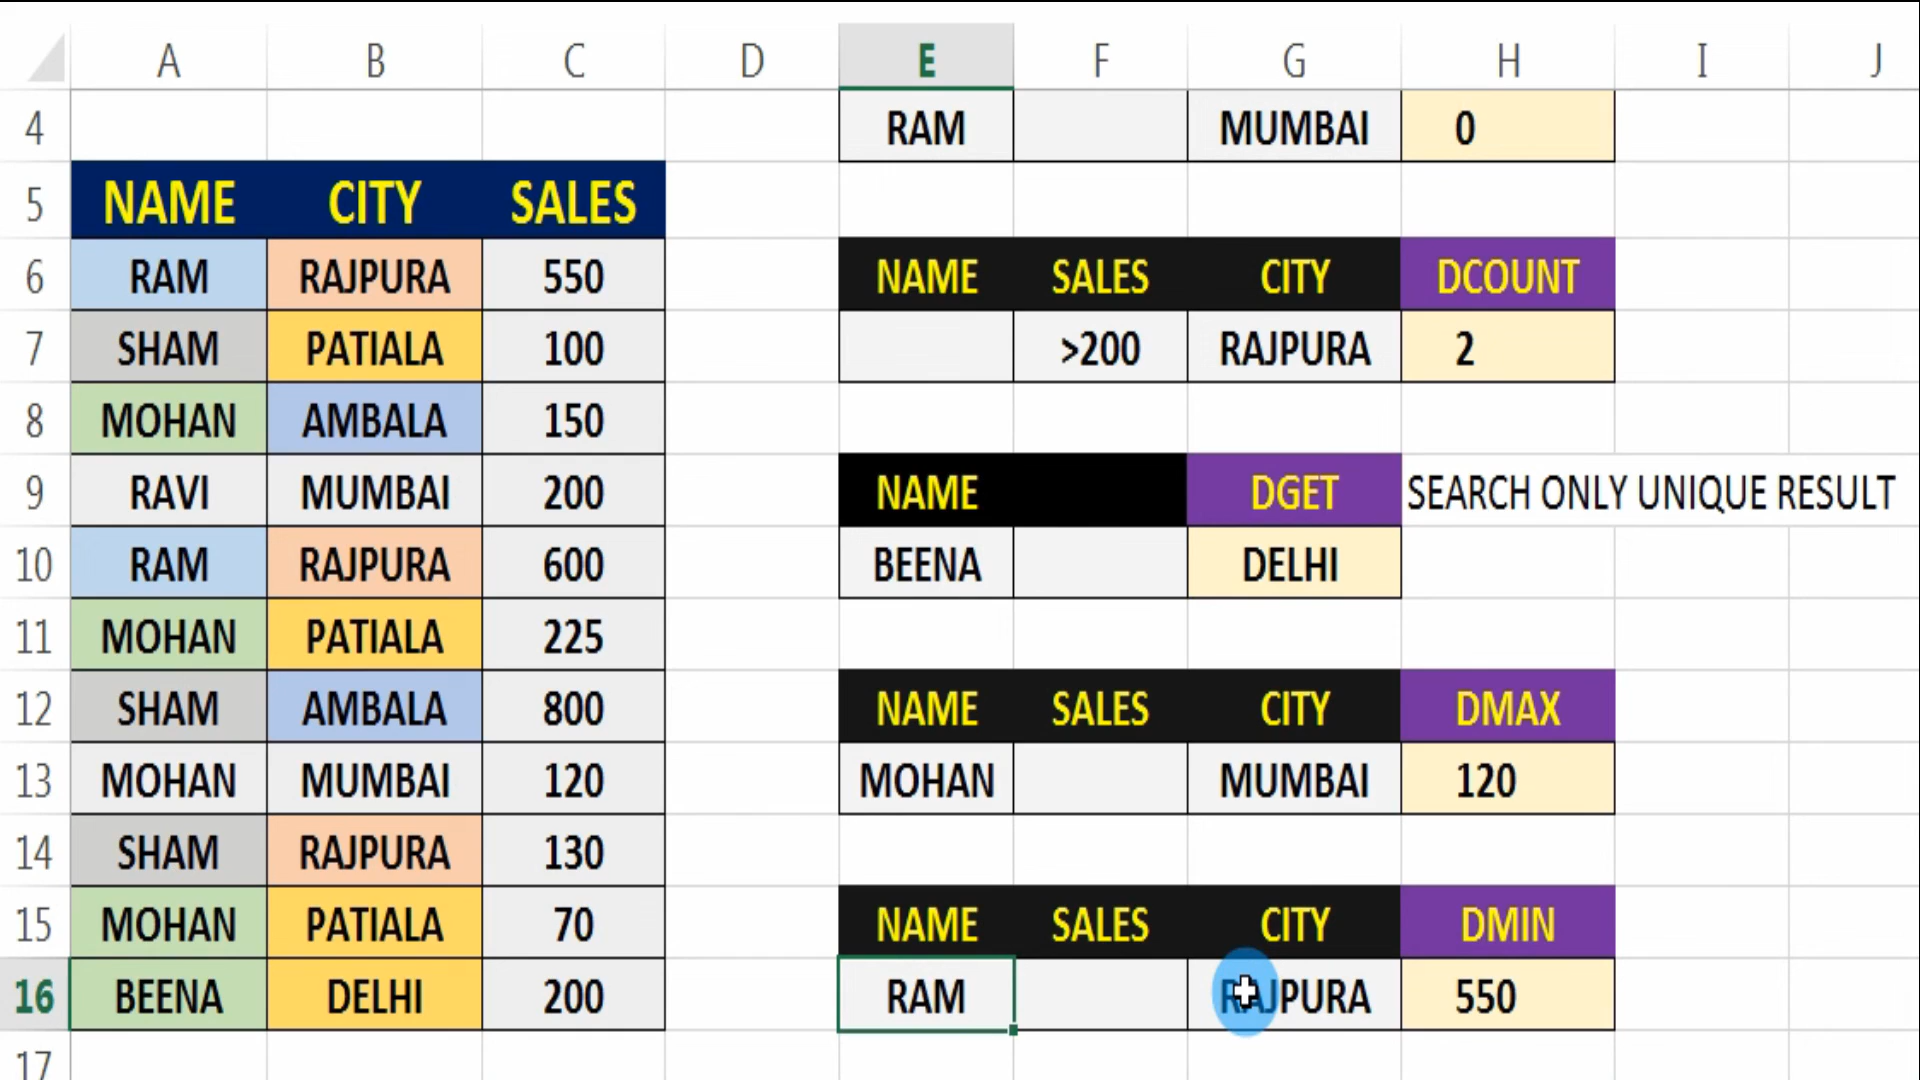 A B C D E F G H I J
4 RAM MUMBAI 0
5 NAME CITY SALES
6 RAM RAJPURA 550 NAME SALES CITY DCOUNT
7 SHAM PATIALA 100 >200 RAJPURA 2
8 MOHAN AMBALA 150
9 RAVI MUMBAI 200 NAME DGET SEARCH ONLY UNIQUE RESULT
10 RAM RAJPURA 600 BEENA DELHI
11 MOHAN PATIALA 225
12 SHAM AMBALA 800 NAME SALES CITY DMAX
13 MOHAN MUMBAI 120 MOHAN MUMBAI 120
14 SHAM RAJPURA 130
15 MOHAN PATIALA 70 NAME SALES CITY DMIN
16 BEENA DELHI 200 RAM RAJPURA 550
17